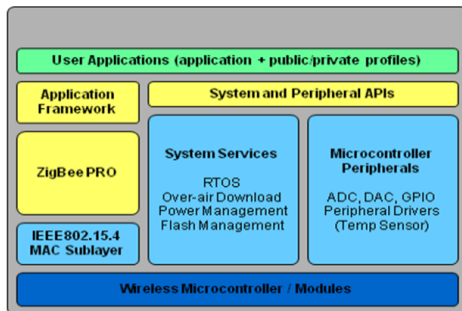 User Applications (application + public/private profiles)
Application
Framework
System and Peripheral APIs
ZigBee PRO
System Services
RTOS
Over-air Download
Power Management
Flash Management
Microcontroller
Peripherals
ADC, DAC, GPIO
Peripheral Drivers
(Temp Sensor)
IEEE802.15.4
MAC Sublayer
Wireless Microcontroller / Modules